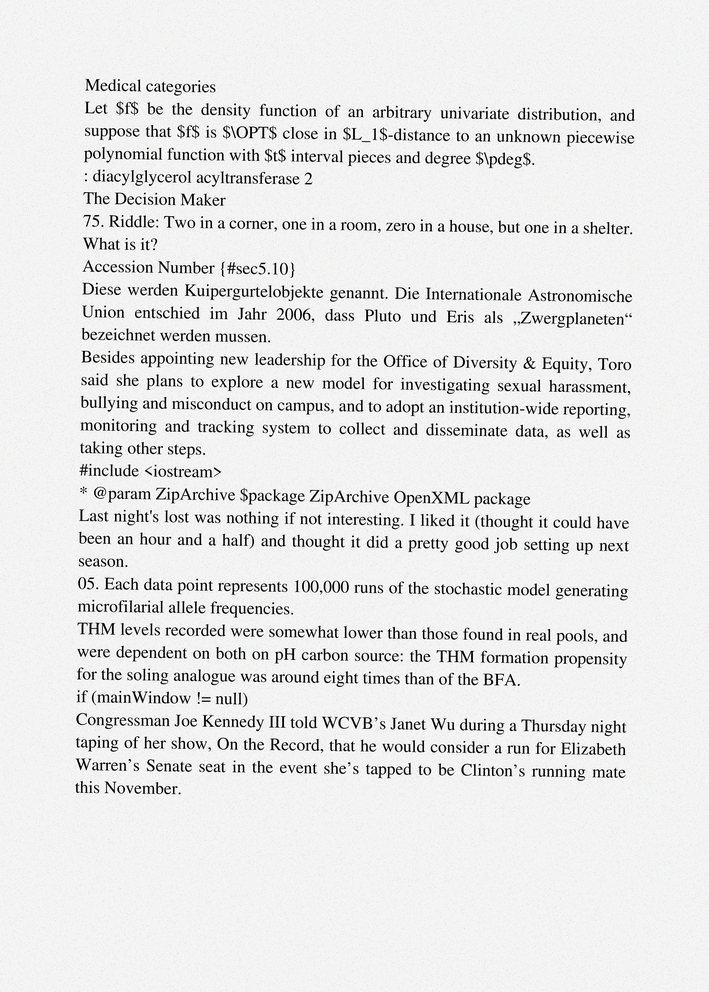 Medical categories
Let $f$ be the density function of an arbitrary univariate distribution, and
suppose that $f$ is $\OPT$ close in $L_1$-distance to an unknown piecewise
polynomial function with $t$ interval pieces and degree $\pdeg$.
: diacylglycerol acyltransferase 2
The Decision Maker
75. Riddle: Two in a corner, one in a room, zero in a house, but one in a shelter.
What is it?
Accession Number {#sec5.10}
Diese werden Kuipergurtelobjekte genannt. Die Internationale Astronomische
Union entschied im Jahr 2006, dass Pluto und Eris als „Zwergplaneten“
bezeichnet werden mussen.
Besides appointing new leadership for the Office of Diversity & Equity, Toro
said she plans to explore a new model for investigating sexual harassment,
bullying and misconduct on campus, and to adopt an institution-wide reporting,
monitoring and tracking system to collect and disseminate data, as well as
taking other steps.
#include <iostream>
* @param ZipArchive $package ZipArchive OpenXML package
Last night's lost was nothing if not interesting. I liked it (thought it could have
been an hour and a half) and thought it did a pretty good job setting up next
season.
05. Each data point represents 100,000 runs of the stochastic model generating
microfilarial allele frequencies.
THM levels recorded were somewhat lower than those found in real pools, and
were dependent on both on pH carbon source: the THM formation propensity
for the soling analogue was around eight times than of the BFA.
if (mainWindow != null)
Congressman Joe Kennedy III told WCVB’s Janet Wu during a Thursday night
taping of her show, On the Record, that he would consider a run for Elizabeth
Warren’s Senate seat in the event she’s tapped to be Clinton’s running mate
this November.